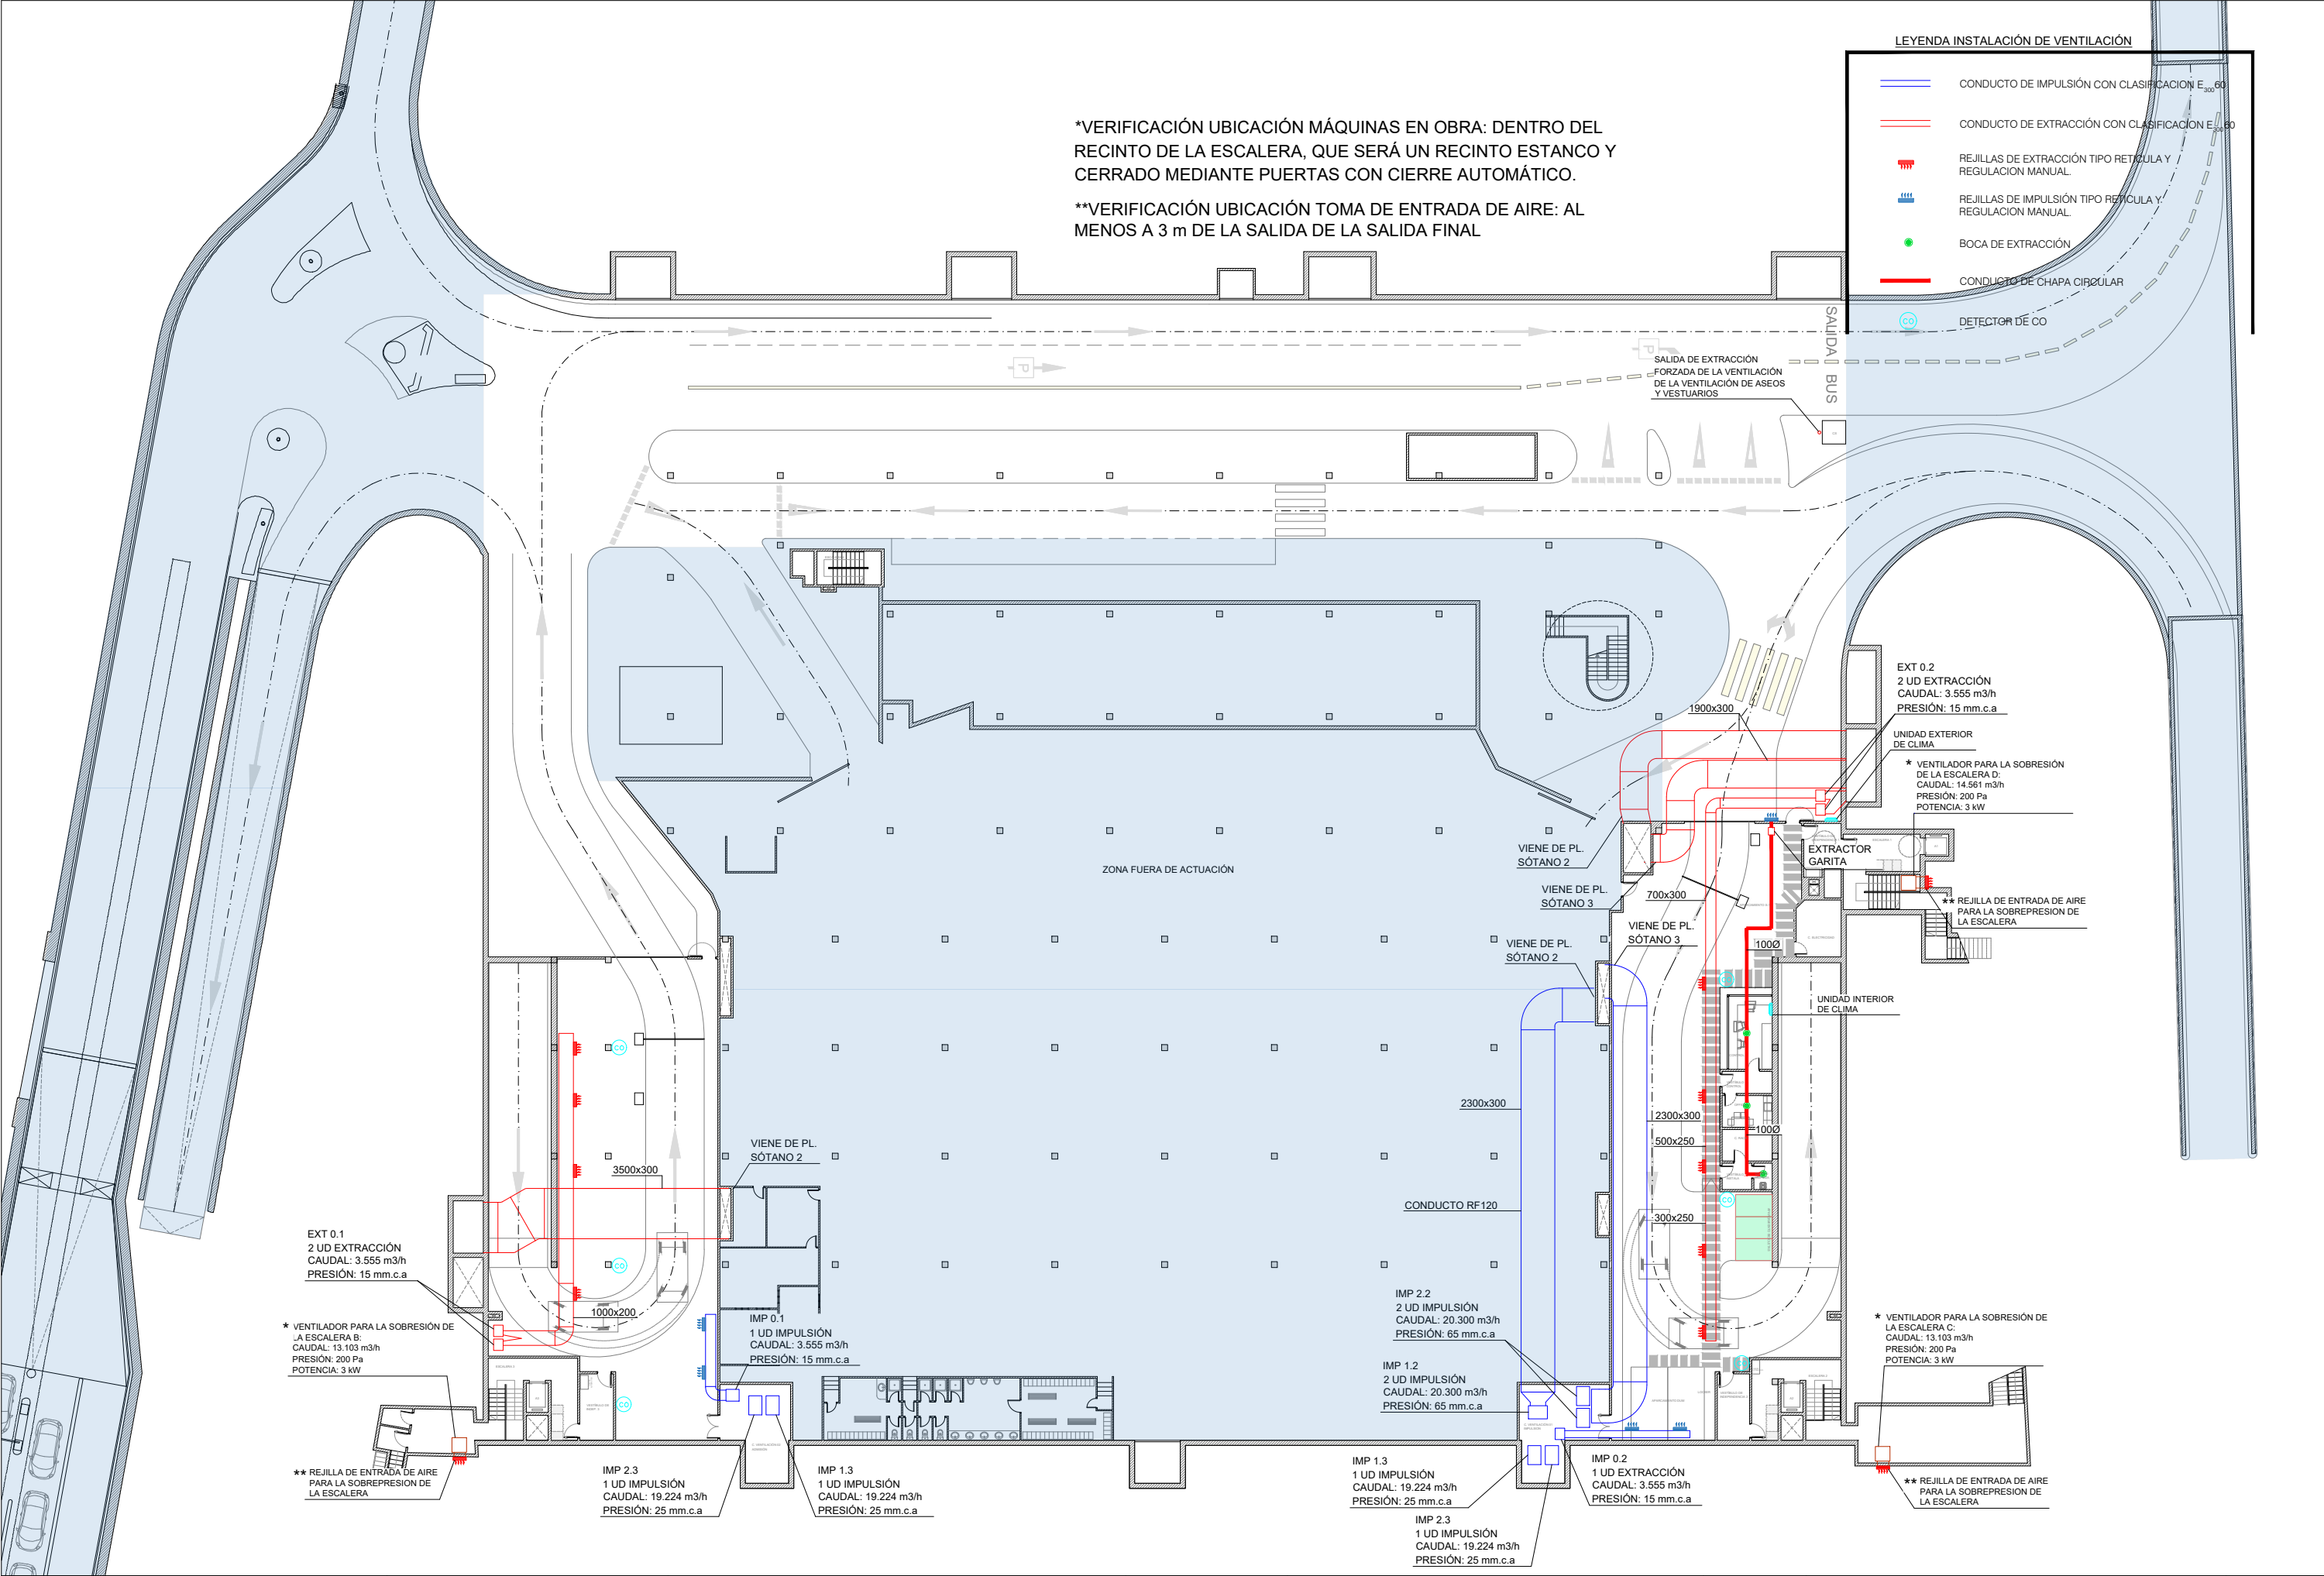 LEYENDA INSTALACIÓN DE VENTILACIÓN
CONDUCTO DE IMPULSIÓN CON CLASIFICACION E30060
CONDUCTO DE EXTRACCIÓN CON CLASIFICACION E30060
REJILLAS DE EXTRACCIÓN TIPO RETICULA Y
REGULACION MANUAL.
REJILLAS DE IMPULSIÓN TIPO RETICULA Y
REGULACION MANUAL.
BOCA DE EXTRACCIÓN
CONDUCTO DE CHAPA CIRCULAR
CO
DETECTOR DE CO
*VERIFICACIÓN UBICACIÓN MÁQUINAS EN OBRA: DENTRO DEL
RECINTO DE LA ESCALERA, QUE SERÁ UN RECINTO ESTANCO Y
CERRADO MEDIANTE PUERTAS CON CIERRE AUTOMÁTICO.
**VERIFICACIÓN UBICACIÓN TOMA DE ENTRADA DE AIRE: AL
MENOS A 3 m DE LA SALIDA DE LA SALIDA FINAL
SALIDA BUS
P
P
SALIDA DE EXTRACCIÓN
FORZADA DE LA VENTILACIÓN
DE LA VENTILACIÓN DE ASEOS
Y VESTUARIOS
EXT 0.2
2 UD EXTRACCIÓN
CAUDAL: 3.555 m3/h
PRESIÓN: 15 mm.c.a
1900x300
UNIDAD EXTERIOR
DE CLIMA
* VENTILADOR PARA LA SOBRESIÓN
DE LA ESCALERA D:
CAUDAL: 14.561 m3/h
PRESIÓN: 200 Pa
POTENCIA: 3 kW
VIENE DE PL.
SÓTANO 2
EXTRACTOR
GARITA
ZONA FUERA DE ACTUACIÓN
VIENE DE PL.
SÓTANO 3
700x300
** REJILLA DE ENTRADA DE AIRE
PARA LA SOBREPRESION DE
LA ESCALERA
VIENE DE PL.
SÓTANO 3
VIENE DE PL.
SÓTANO 2
100Ø
UNIDAD INTERIOR
DE CLIMA
CO
CO
2300x300
2300x300
100Ø
500x250
VIENE DE PL.
SÓTANO 2
3500x300
CO
CONDUCTO RF120
300x250
EXT 0.1
2 UD EXTRACCIÓN
CAUDAL: 3.555 m3/h
PRESIÓN: 15 mm.c.a
CO
1000x200
IMP 0.1
1 UD IMPULSIÓN
CAUDAL: 3.555 m3/h
PRESIÓN: 15 mm.c.a
IMP 2.2
2 UD IMPULSIÓN
CAUDAL: 20.300 m3/h
PRESIÓN: 65 mm.c.a
* VENTILADOR PARA LA SOBRESIÓN DE
LA ESCALERA B:
CAUDAL: 13.103 m3/h
PRESIÓN: 200 Pa
POTENCIA: 3 kW
* VENTILADOR PARA LA SOBRESIÓN DE
LA ESCALERA C:
CAUDAL: 13.103 m3/h
PRESIÓN: 200 Pa
POTENCIA: 3 kW
IMP 1.2
2 UD IMPULSIÓN
CAUDAL: 20.300 m3/h
PRESIÓN: 65 mm.c.a
CO
CO
** REJILLA DE ENTRADA DE AIRE
PARA LA SOBREPRESION DE
LA ESCALERA
IMP 2.3
1 UD IMPULSIÓN
CAUDAL: 19.224 m3/h
PRESIÓN: 25 mm.c.a
IMP 1.3
1 UD IMPULSIÓN
CAUDAL: 19.224 m3/h
PRESIÓN: 25 mm.c.a
IMP 1.3
1 UD IMPULSIÓN
CAUDAL: 19.224 m3/h
PRESIÓN: 25 mm.c.a
IMP 0.2
1 UD EXTRACCIÓN
CAUDAL: 3.555 m3/h
PRESIÓN: 15 mm.c.a
** REJILLA DE ENTRADA DE AIRE
PARA LA SOBREPRESION DE
LA ESCALERA
IMP 2.3
1 UD IMPULSIÓN
CAUDAL: 19.224 m3/h
PRESIÓN: 25 mm.c.a